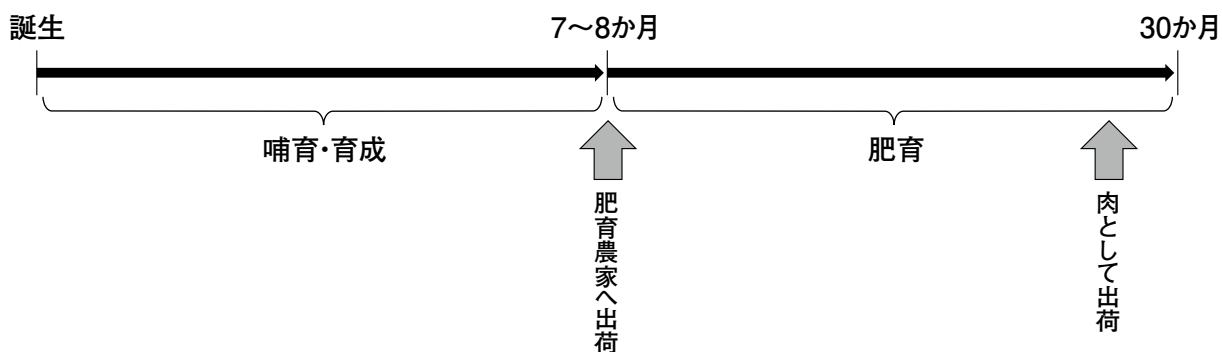 誕生
7〜8か月
30か月
哺育・育成
肥育
肥育農家へ出荷
肉として出荷